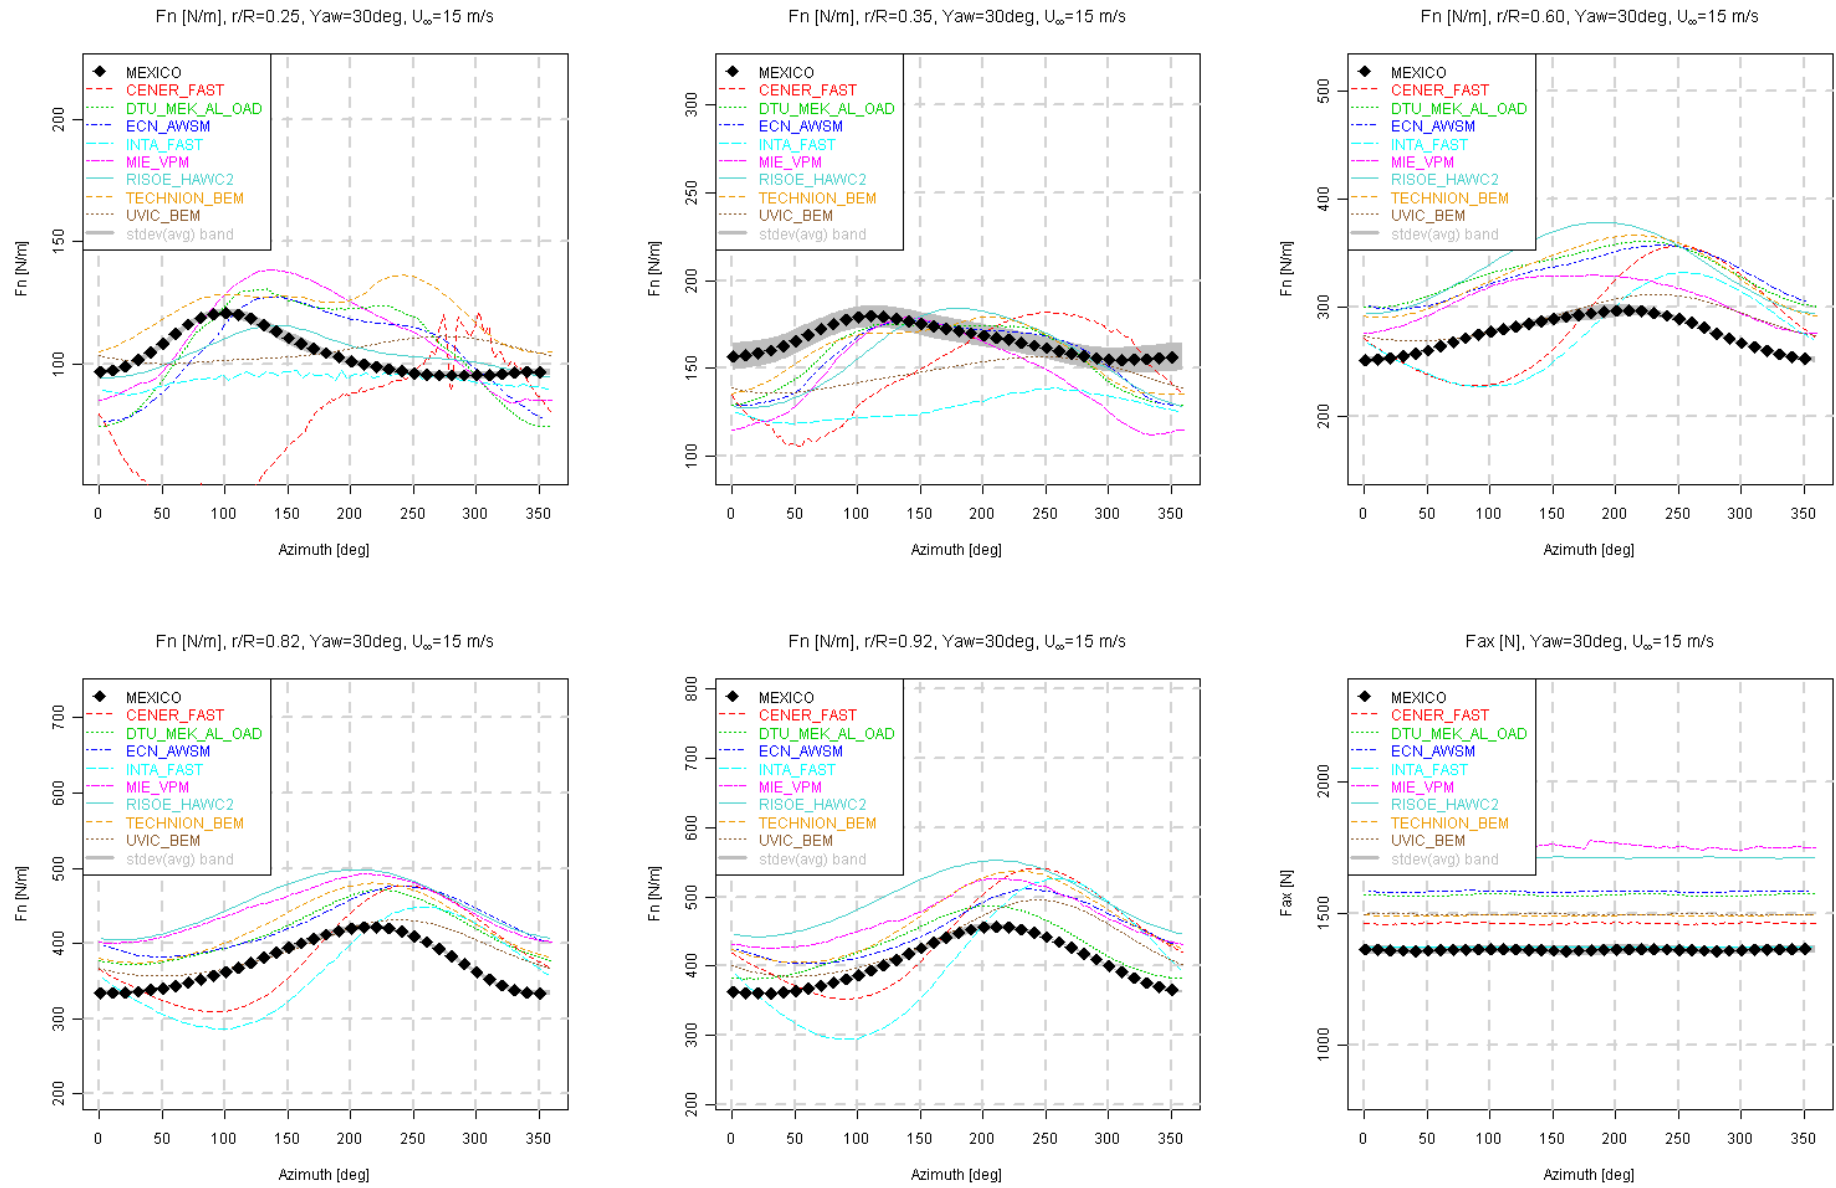 Fn [N/m], r/R=0.25, Yaw=30deg, U∞=15 m/s
Fn [N/m]
200
150
100
MEXICO
CENER_FAST
DTU_MEK_AL_OAD
ECN_AWSM
INTA_FAST
MIE_VPM
RISOE_HAWC2
TECHNION_BEM
UVIC_BEM
stdev(avg) band
0 50 100 150 200 250 300 350
Azimuth [deg]
Fn [N/m], r/R=0.35, Yaw=30deg, U∞=15 m/s
Fn [N/m]
300
250
200
150
100
MEXICO
CENER_FAST
DTU_MEK_AL_OAD
ECN_AWSM
INTA_FAST
MIE_VPM
RISOE_HAWC2
TECHNION_BEM
UVIC_BEM
stdev(avg) band
0 50 100 150 200 250 300 350
Azimuth [deg]
Fn [N/m], r/R=0.60, Yaw=30deg, U∞=15 m/s
Fn [N/m]
500
400
300
200
MEXICO
CENER_FAST
DTU_MEK_AL_OAD
ECN_AWSM
INTA_FAST
MIE_VPM
RISOE_HAWC2
TECHNION_BEM
UVIC_BEM
stdev(avg) band
0 50 100 150 200 250 300 350
Azimuth [deg]
Fn [N/m], r/R=0.82, Yaw=30deg, U∞=15 m/s
Fn [N/m]
700
600
500
400
300
200
MEXICO
CENER_FAST
DTU_MEK_AL_OAD
ECN_AWSM
INTA_FAST
MIE_VPM
RISOE_HAWC2
TECHNION_BEM
UVIC_BEM
stdev(avg) band
0 50 100 150 200 250 300 350
Azimuth [deg]
Fn [N/m], r/R=0.92, Yaw=30deg, U∞=15 m/s
Fn [N/m]
800
700
600
500
400
300
200
MEXICO
CENER_FAST
DTU_MEK_AL_OAD
ECN_AWSM
INTA_FAST
MIE_VPM
RISOE_HAWC2
TECHNION_BEM
UVIC_BEM
stdev(avg) band
0 50 100 150 200 250 300 350
Azimuth [deg]
Fax [N], Yaw=30deg, U∞=15 m/s
Fax [N]
2000
1500
1000
MEXICO
CENER_FAST
DTU_MEK_AL_OAD
ECN_AWSM
INTA_FAST
MIE_VPM
RISOE_HAWC2
TECHNION_BEM
UVIC_BEM
stdev(avg) band
0 50 100 150 200 250 300 350
Azimuth [deg]